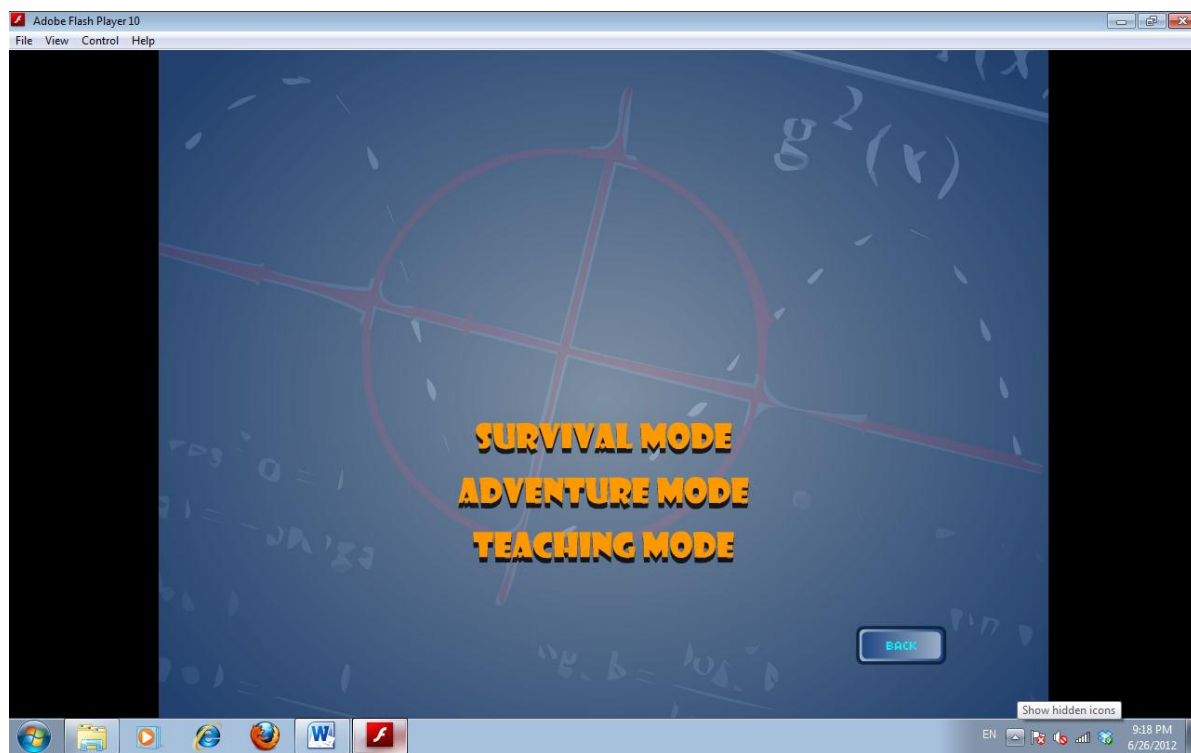 Adobe Flash Player 10
File View Control Help
g²(x)
SURVIVAL MODE
ADVENTURE MODE
TEACHING MODE
BACK
Show hidden icons
EN
9:18 PM
6/26/2012